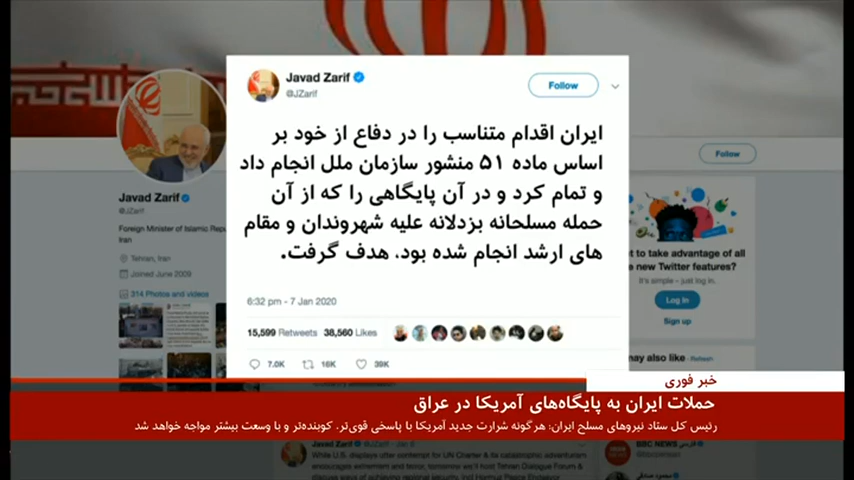 Javad Zarif
@JZarif
Follow
ایران اقدام متناسب را در دفاع از خود بر
اساس ماده ۵۱ منشور سازمان ملل انجام داد
و تمام کرد و در آن پایگاهی را که از آن
حمله مسلحانه بزدلانه علیه شهروندان و مقام
های ارشد انجام شده بود، هدف گرفت.
6:32 pm - 7 Jan 2020
15,599 Retweets 38,560 Likes
7.0K 16K 39K
Javad Zarif
@JZarif
Foreign Minister of Islamic Repu
Iran
Tehran, Iran
Joined June 2009
314 Photos and videos
Follow
t to take advantage of all
e new Twitter features?
It's simple – just log in.
Log In
Sign up
may also like · Refresh
خبر فوری
حملات ایران به پایگاه‌های آمریکا در عراق
رئیس کل ستاد نیروهای مسلح ایران: هرگونه شرارت جدید آمریکا با پاسخی قوی‌تر، کوبنده‌تر و با وسعت بیشتر مواجه خواهد شد
Javad Zarif @JZarif · Jan 6
While U.S. displays utter contempt for UN Charter & its catastrophic adventurism
encourages extremism and terror, tomorrow we'll host Tehran Dialogue Forum &
BBC NEWS فارسی